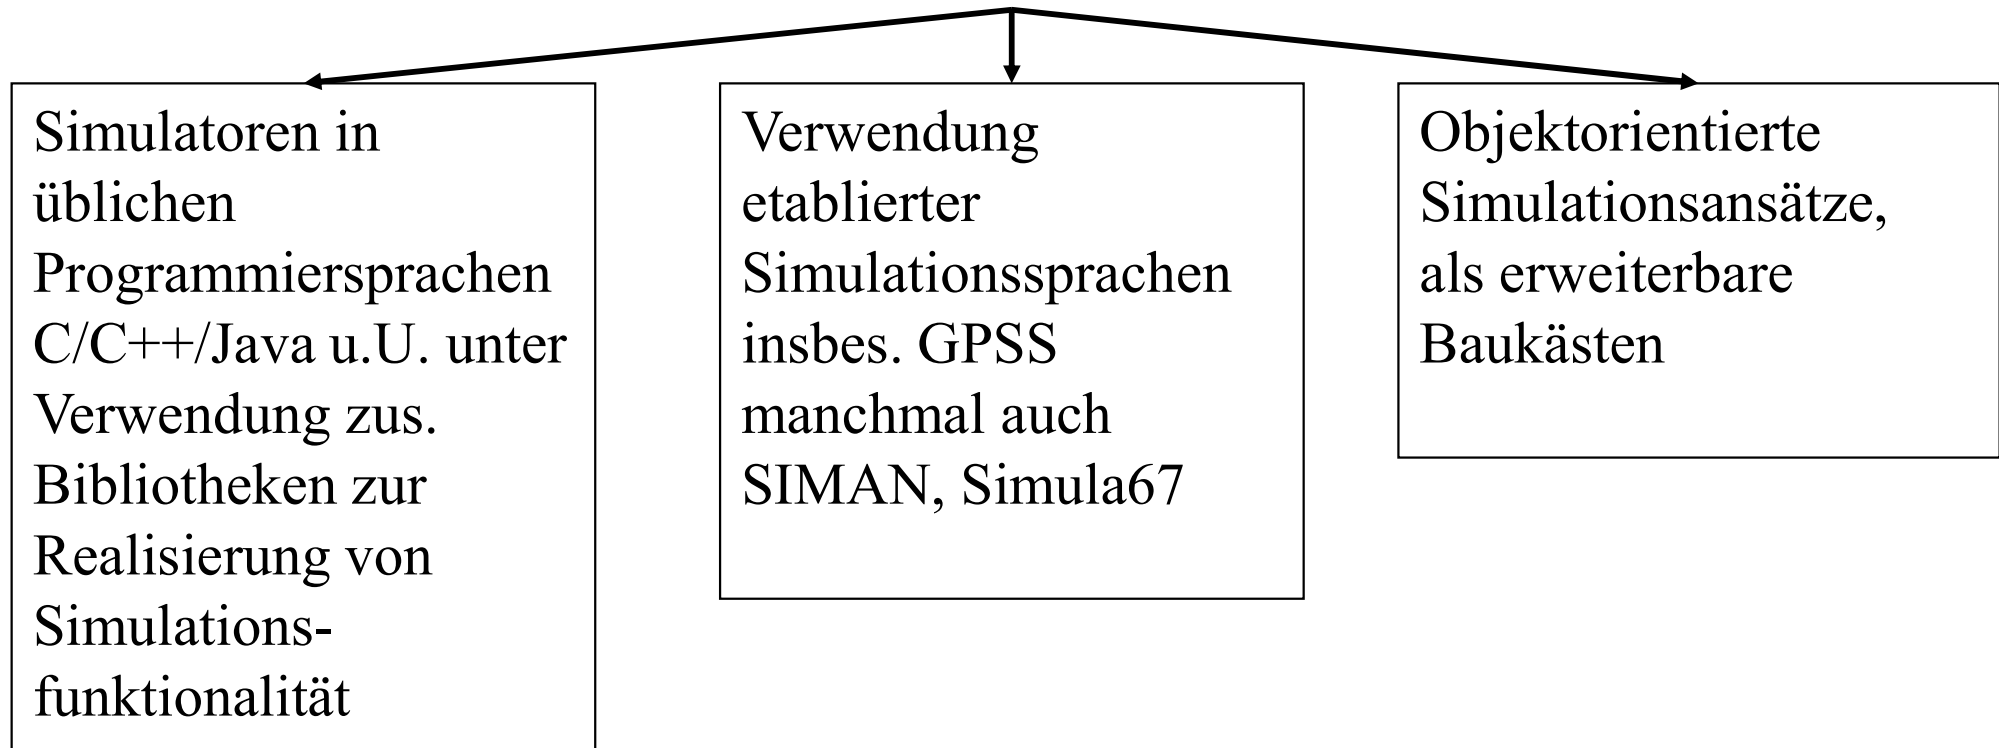 Simulatoren in
üblichen
Programmiersprachen
C/C++/Java u.U. unter
Verwendung zus.
Bibliotheken zur
Realisierung von
Simulations-
funktionalität
Verwendung
etablierter
Simulationssprachen
insbes. GPSS
manchmal auch
SIMAN, Simula67
Objektorientierte
Simulationsansätze,
als erweiterbare
Baukästen